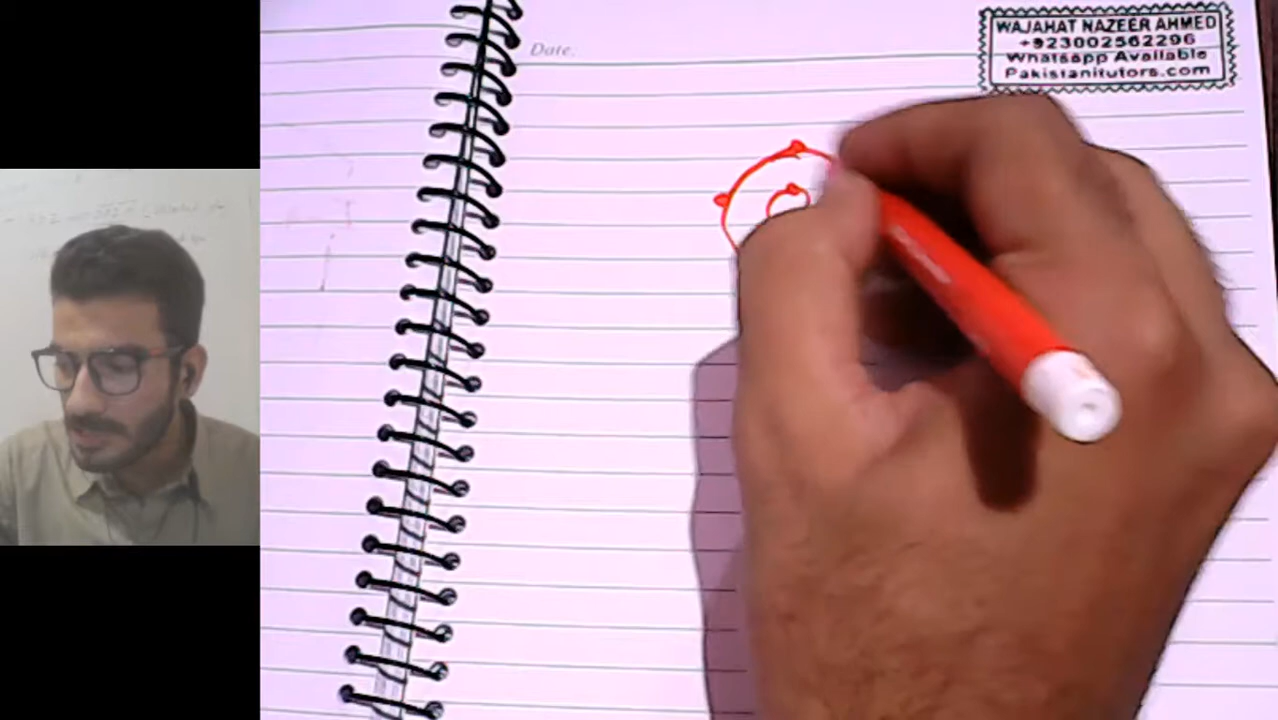 Date.
WAJAHAT NAZEER AHMED
+923002562296
Whatsapp Available
Pakistanitutors.com